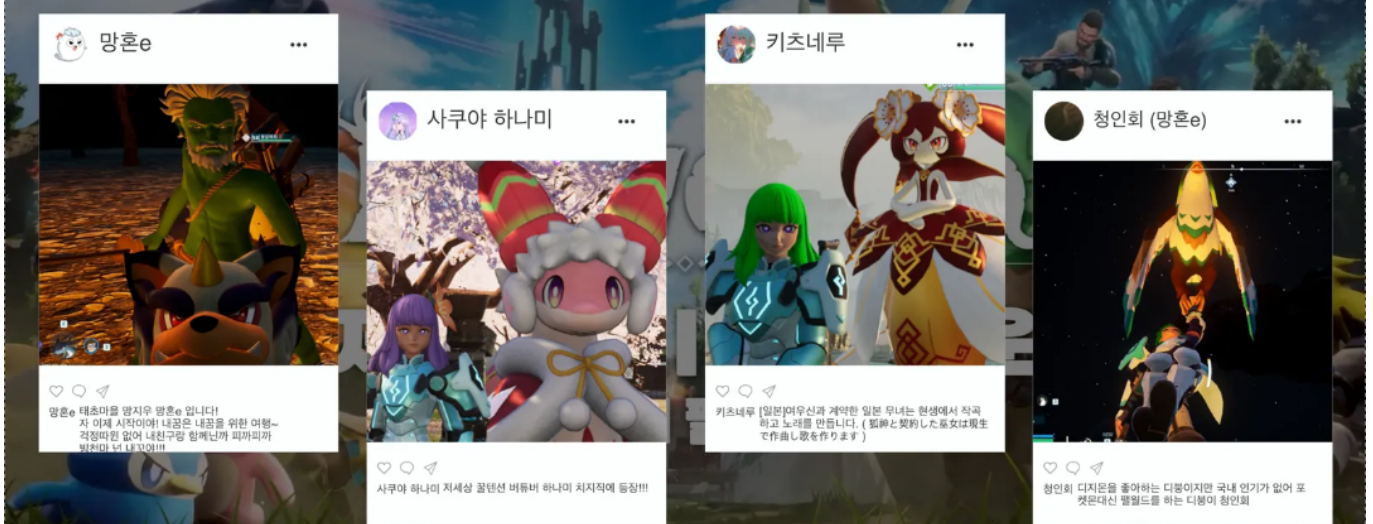 망혼e
태초마을 망지우 망혼e 입니다!
자 이제 시작이야! 내꿈은 내꿈을 위한 여행~
걱정따윈 없어 내친구랑 함께닌까 피까피까
넌 내꺼야!!!
사쿠야 하나미
사쿠야 하나미 저세상 꿀텐션 버튜버 하나미 치지직에 등장!!!
키츠네루
키츠네루 [일본]여우신과 계약한 일본 무녀는 현생에서 작곡
하고 노래를 만듭니다. ( 狐神と契約した巫女は現生
で作曲し歌を作ります )
청인회 (망혼e)
청인회 디지몬을 좋아하는 디붕이지만 국내 인기가 없어 포
켓몬대신 팰월드를 하는 디붕이 청인회